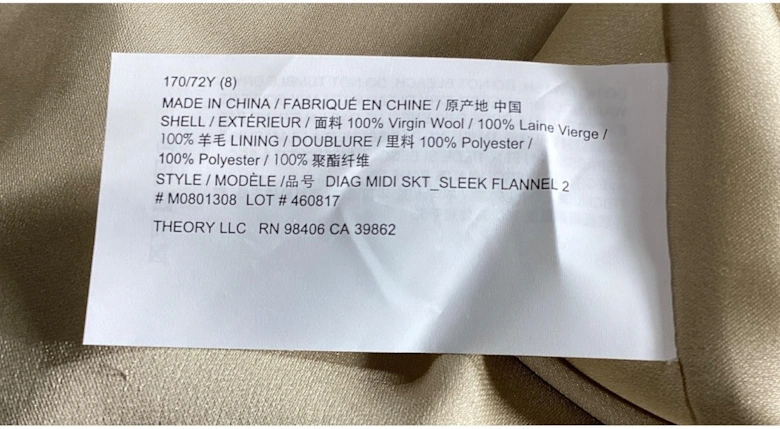 170/72Y (8)
MADE IN CHINA / FABRIQUÉ EN CHINE / 原产地 中国
SHELL / EXTÉRIEUR / 面料 100% Virgin Wool / 100% Laine Vierge /
100% 羊毛 LINING / DOUBLURE / 里料 100% Polyester /
100% Polyester / 100% 聚酯纤维
STYLE / MODÈLE /品号 DIAG MIDI SKT_SLEEK FLANNEL 2
# M0801308 LOT # 460817
THEORY LLC RN 98406 CA 39862